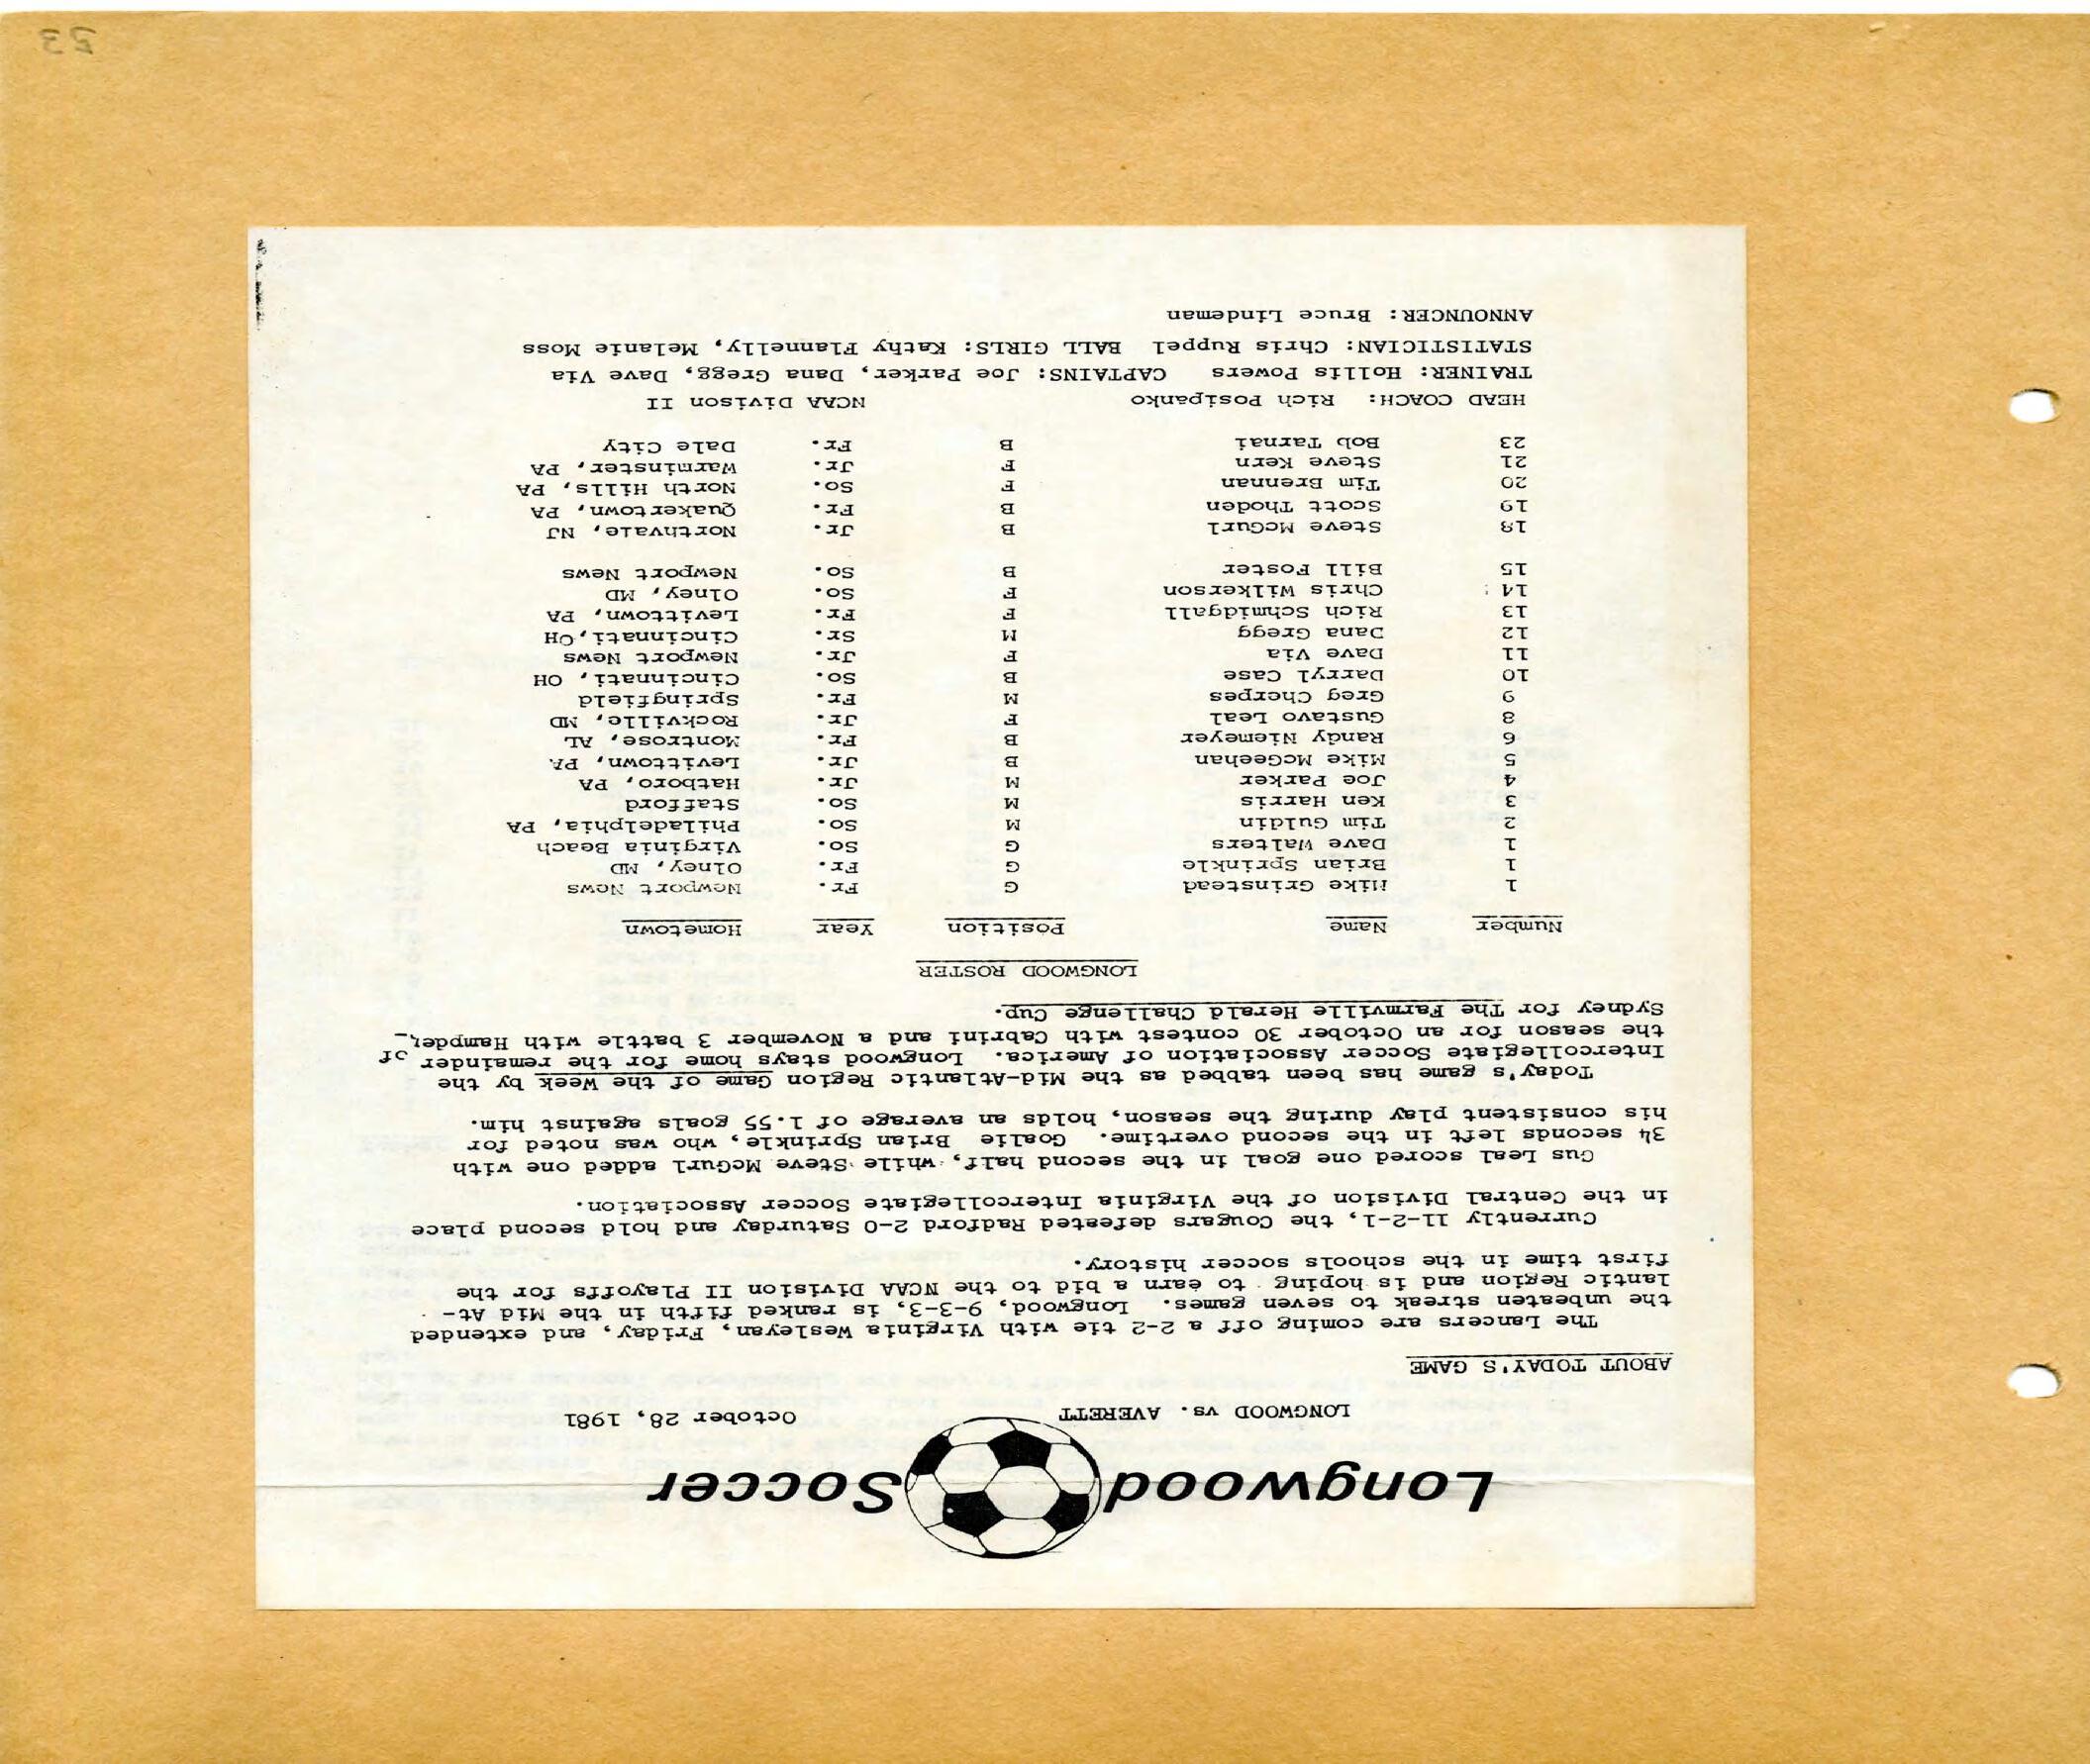 Longwood Soccer
LONGWOOD vs. AVERETT October 28, 1981
ABOUT TODAY'S GAME
The Lancers are coming off a 2-2 tie with Virginia Wesleyan, Friday, and extended
the unbeaten streak to seven games. Longwood, 9-3-3, is ranked fifth in the Mid At-
lantic Region and is hoping to earn a bid to the NCAA Division II Playoffs for the
first time in the schools soccer history.
Currently 11-2-1, the Cougars defeated Radford 2-0 Saturday and hold second place
in the Central Division of the Virginia Intercollegiate Soccer Association.
Gus Leal scored one goal in the second half, while Steve McGurl added one with
34 seconds left in the second overtime. Goalie Brian Sprinkle, who was noted for
his consistent play during the season, holds an average of 1.55 goals against him.
Today's game has been tabbed as the Mid-Atlantic Region Game of the Week by the
Intercollegiate Soccer Association of America. Longwood stays home for the remainder of
the season for an October 30 contest with Cabrini and a November 3 battle with Hampden-
Sydney for The Farmville Herald Challenge Cup.
LONGWOOD ROSTER
Number Name Position Year Hometown
1 Mike Grinstead G Fr. Newport News
1 Brian Sprinkle G Fr. Olney, MD
1 Dave Walters G So. Virginia Beach
2 Tim Guldin M So. Philadelphia, PA
3 Ken Harris M So. Stafford
4 Joe Parker M Jr. Hatboro, PA
5 Mike McGeehan B Jr. Levittown, PA
6 Randy Niemeyer B Fr. Montrose, AL
8 Gustavo Leal F Jr. Rockville, MD
9 Greg Cherpes M Fr. Springfield
10 Darryl Case B So. Cincinnati, OH
11 Dave Via F Jr. Newport News
12 Dana Gregg M Sr. Cincinnati,OH
13 Rich Schmidgall F Fr. Levittown, PA
14 Chris Wilkerson F So. Olney, MD
15 Bill Foster B So. Newport News
18 Steve McGurl B Jr. Northvale, NJ
19 Scott Thoden B Fr. Quakertown, PA
20 Tim Brennan F So. North Hills, PA
21 Steve Kern F Jr. Warminster, PA
23 Bob Tarnai B Fr. Dale City
HEAD COACH: Rich Posipanko NCAA Divison II
TRAINER: Hollis Powers CAPTAINS: Joe Parker, Dana Gregg, Dave Via
STATISTICIAN: Chris Ruppel BALL GIRLS: Kathy Flannelly, Melanie Moss
ANNOUNCER: Bruce Lindeman
53